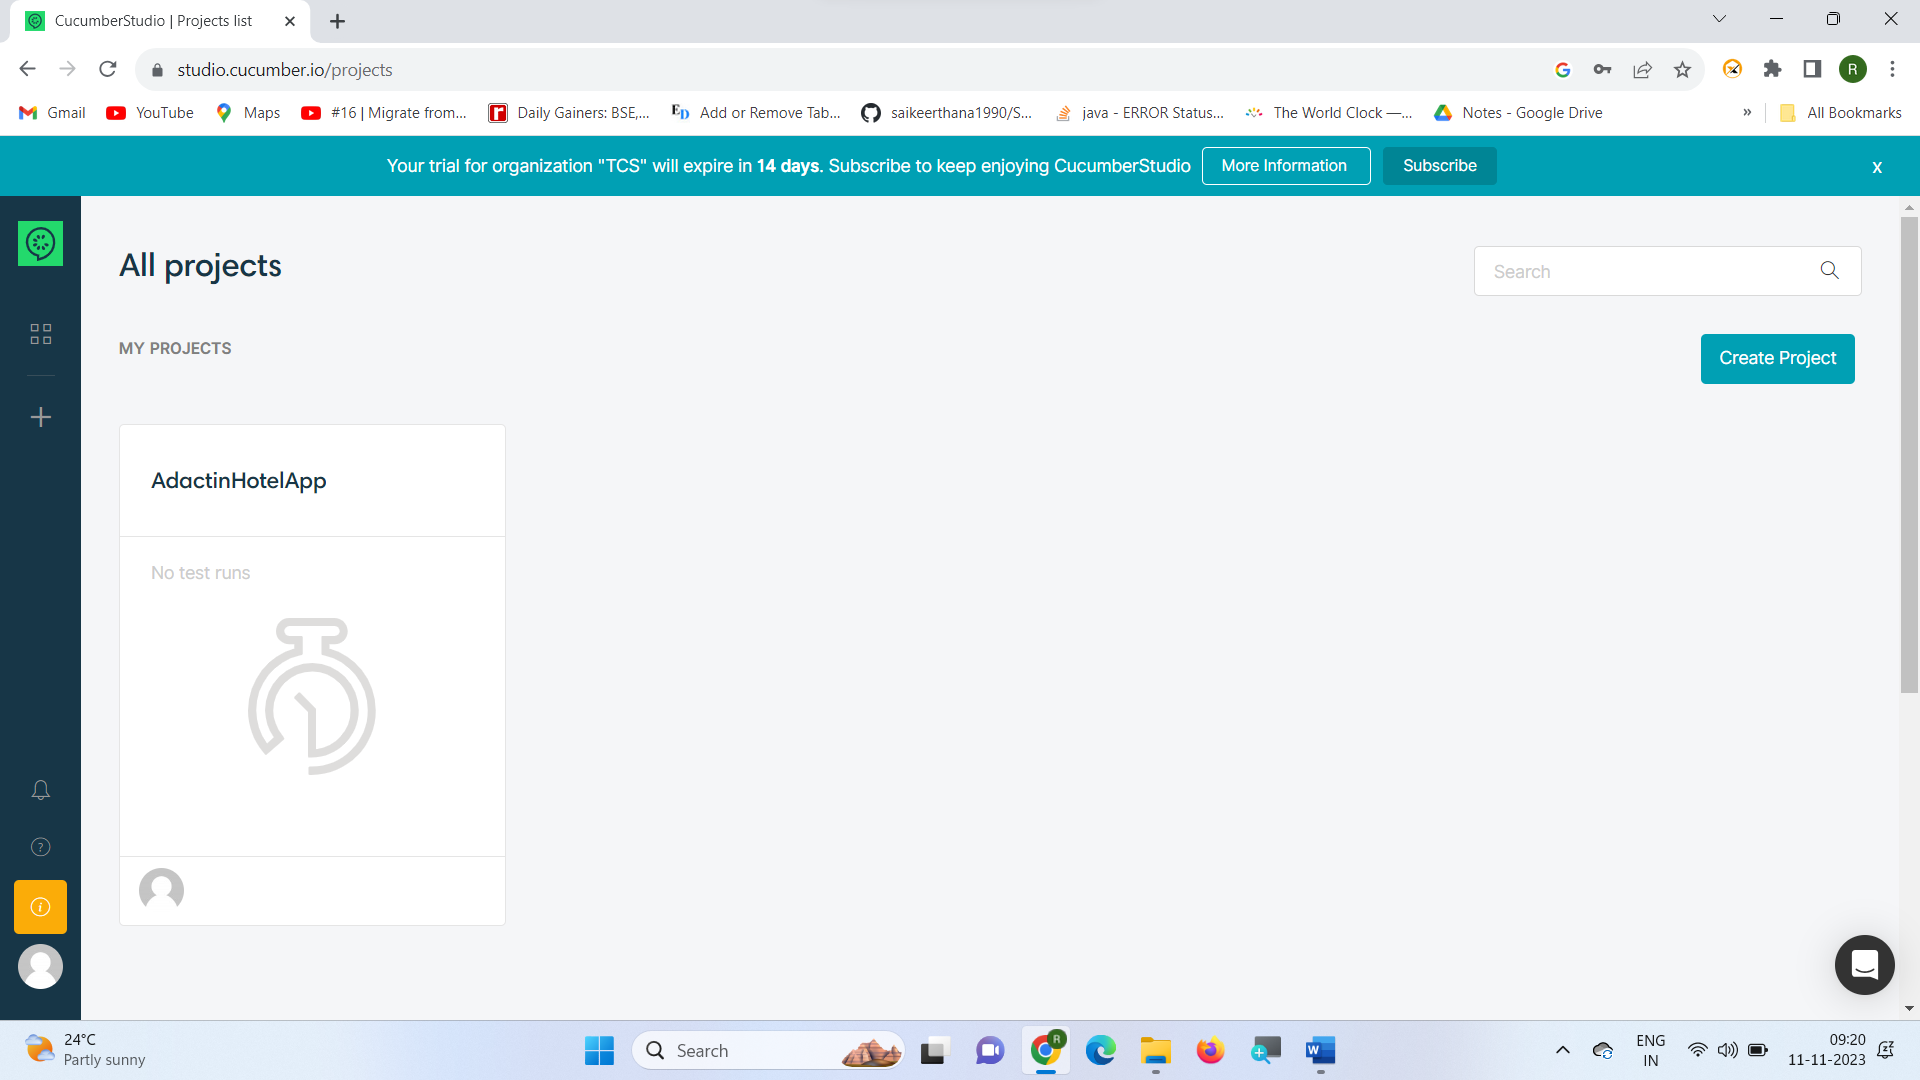 CucumberStudio | Projects list
studio.cucumber.io/projects
R
Gmail
YouTube
Maps
#16 | Migrate from...
Daily Gainers: BSE,...
ED Add or Remove Tab...
saikeerthana1990/S...
java - ERROR Status...
The World Clock —...
Notes - Google Drive
»
All Bookmarks
Your trial for organization "TCS" will expire in 14 days. Subscribe to keep enjoying CucumberStudio
More Information
Subscribe
x
All projects
Search
MY PROJECTS
Create Project
AdactinHotelApp
No test runs
24°C
Partly sunny
Search
R
W
ENG
IN
09:20
11-11-2023